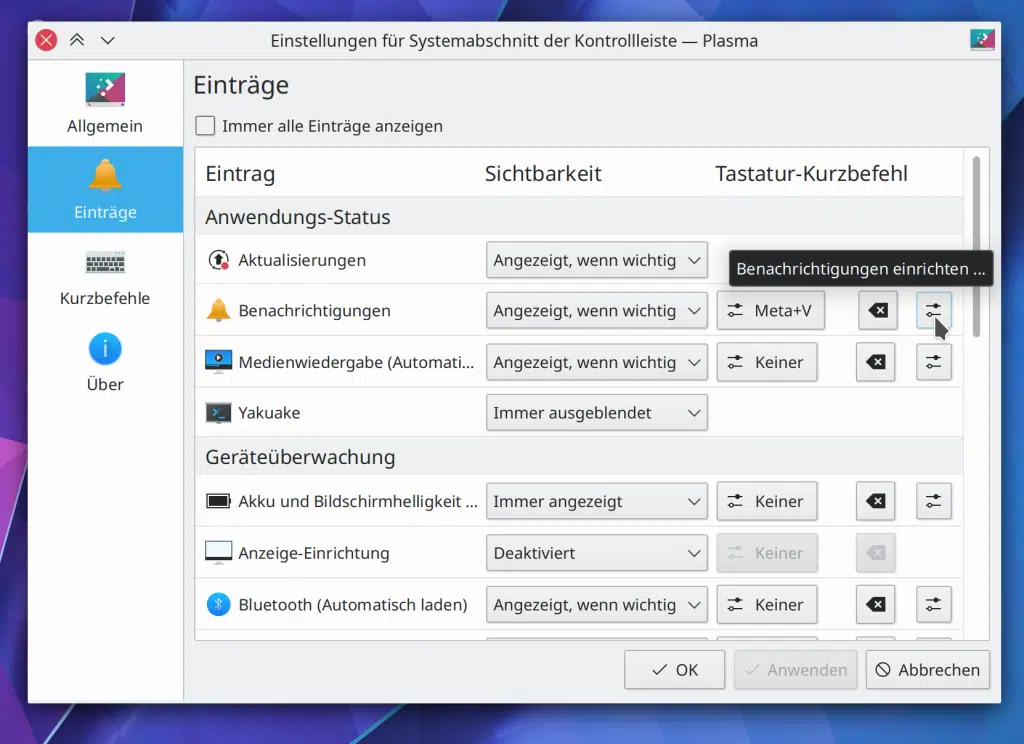 Einstellungen für Systemabschnitt der Kontrollleiste — Plasma
Allgemein
Einträge
Kurzbefehle
Über
Einträge
Immer alle Einträge anzeigen
Eintrag Sichtbarkeit Tastatur-Kurzbefehl
Anwendungs-Status
Aktualisierungen Angezeigt, wenn wichtig
Benachrichtigungen einrichten ...
Benachrichtigungen Angezeigt, wenn wichtig Meta+V
Medienwiedergabe (Automati... Angezeigt, wenn wichtig Keiner
Yakuake Immer ausgeblendet
Geräteüberwachung
Akku und Bildschirmhelligkeit ... Immer angezeigt Keiner
Anzeige-Einrichtung Deaktiviert Keiner
Bluetooth (Automatisch laden) Angezeigt, wenn wichtig Keiner
OK Anwenden Abbrechen